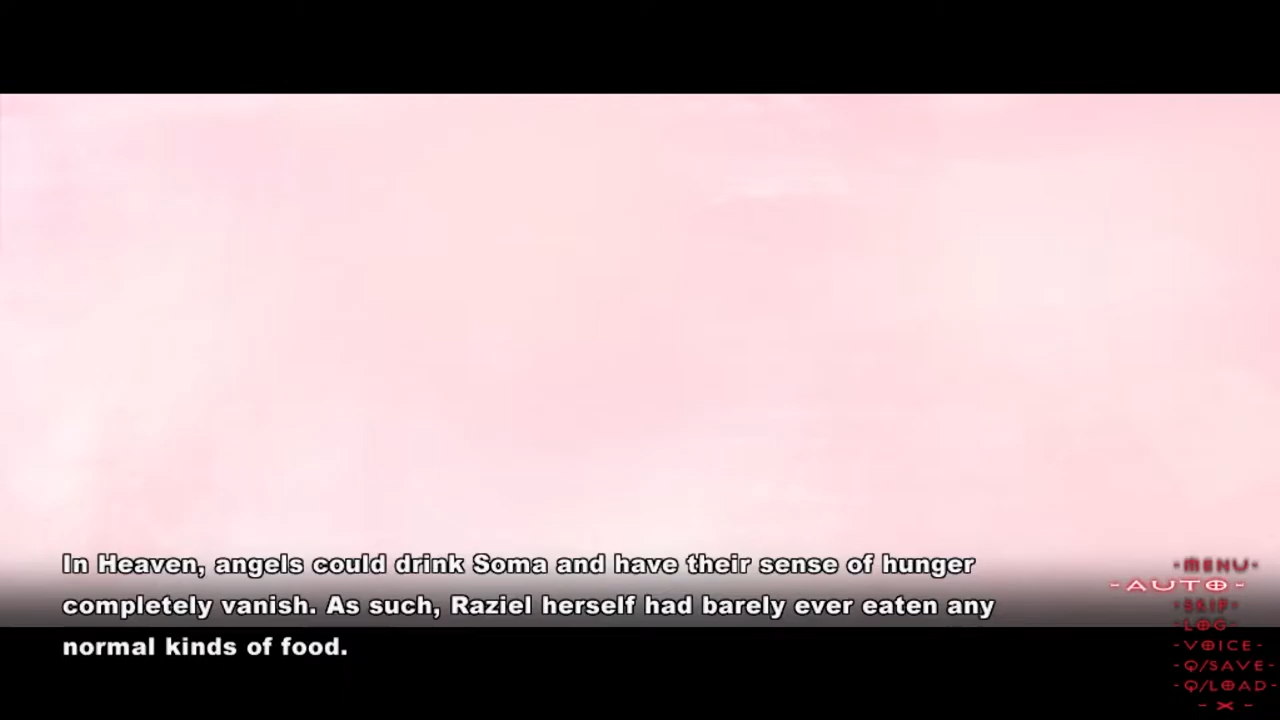 In Heaven, angels could drink Soma and have their sense of hunger
completely vanish. As such, Raziel herself had barely ever eaten any
normal kinds of food.
-MENU-
-AUTO-
-SKIP-
-LOG-
-VOICE-
-Q/SAVE-
-Q/LOAD-
-X-